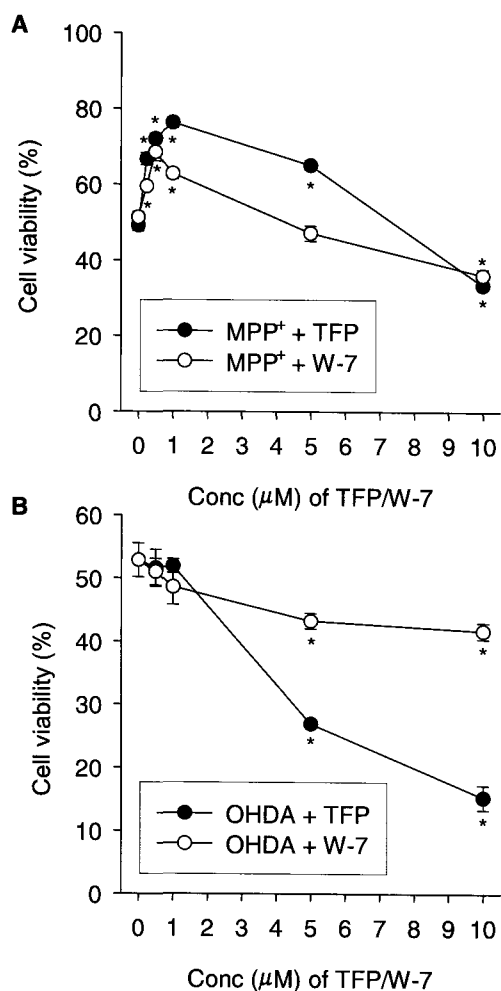 A
100
80
60
40
20
0
Cell viability (%)
* * * * * * * * * *
MPP+ + TFP
MPP+ + W-7
0 1 2 3 4 5 6 7 8 9 10
Conc (μM) of TFP/W-7
B
60
50
40
30
20
10
0
Cell viability (%)
* * * *
OHDA + TFP
OHDA + W-7
0 1 2 3 4 5 6 7 8 9 10
Conc (μM) of TFP/W-7